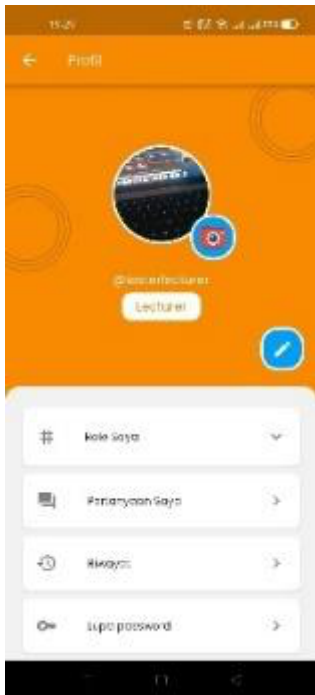 Profil
Lecturer
Role Saya
Pertanyaan Saya
Riwayat
Lupa password